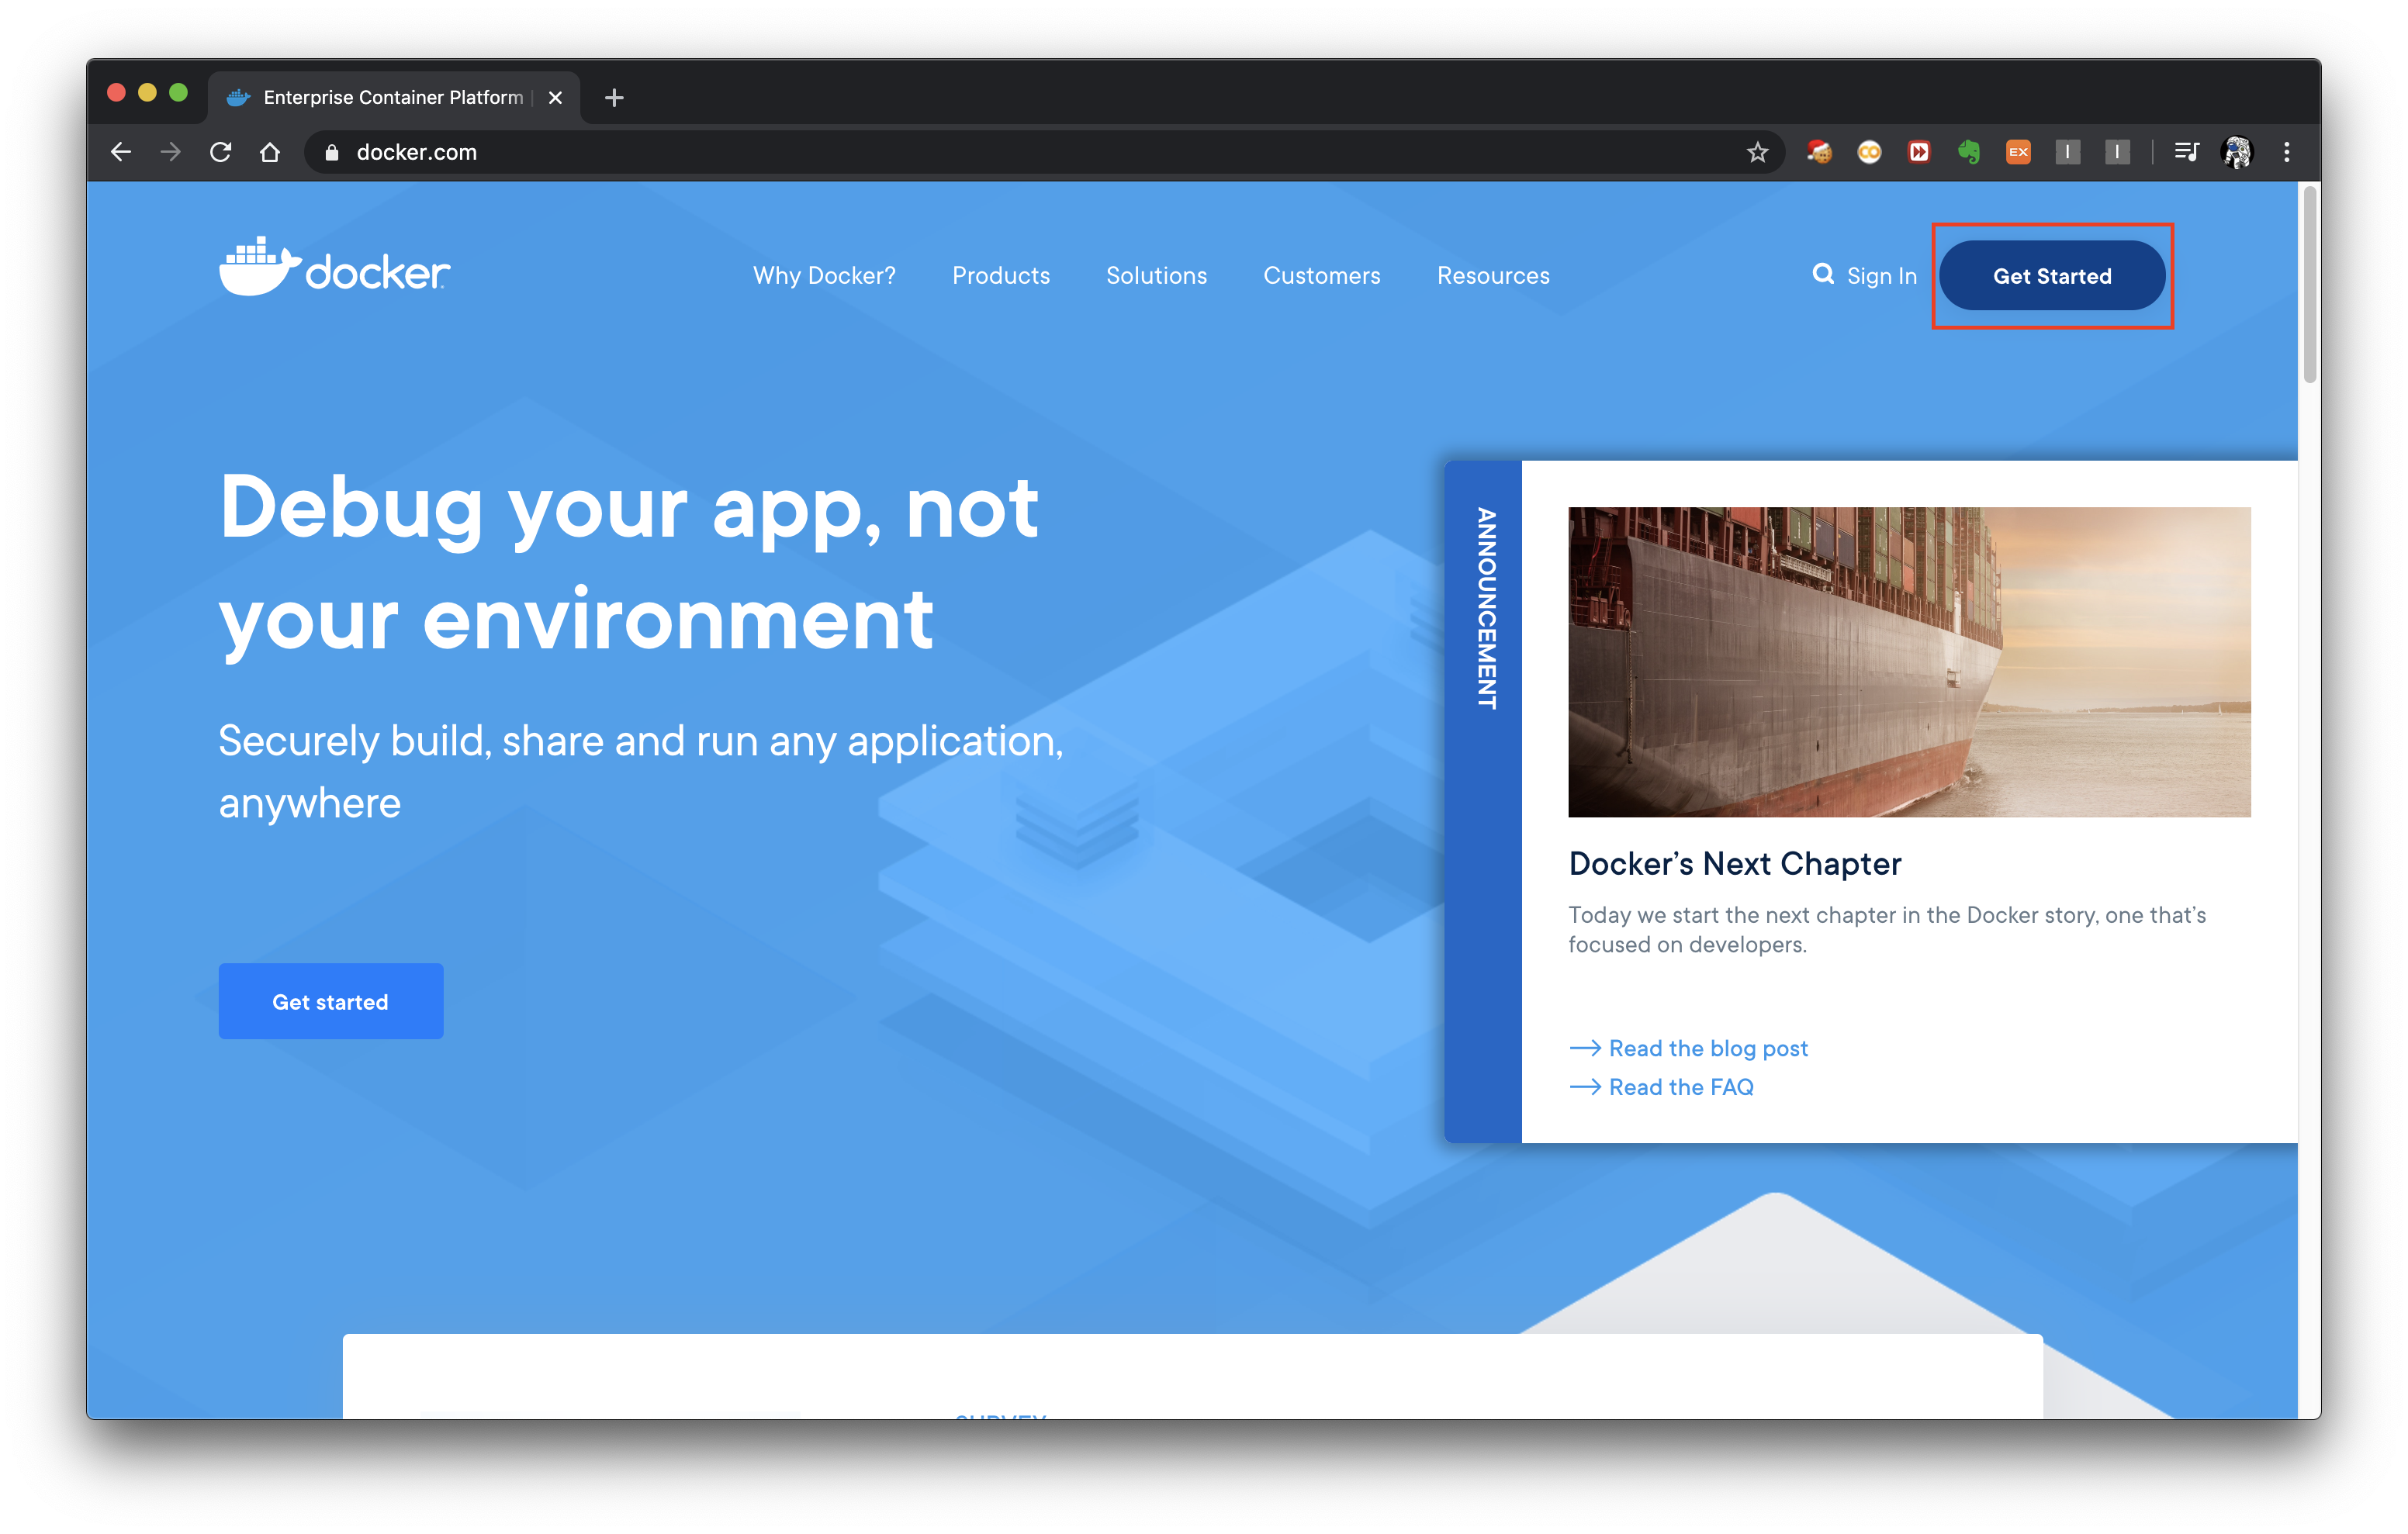 Enterprise Container Platform
docker.com
EX
docker
Why Docker?
Products
Solutions
Customers
Resources
Sign In
Get Started
Debug your app, not
your environment
Securely build, share and run any application,
anywhere
Get started
ANNOUNCEMENT
Docker’s Next Chapter
Today we start the next chapter in the Docker story, one that’s
focused on developers.
Read the blog post
Read the FAQ
SURVEY